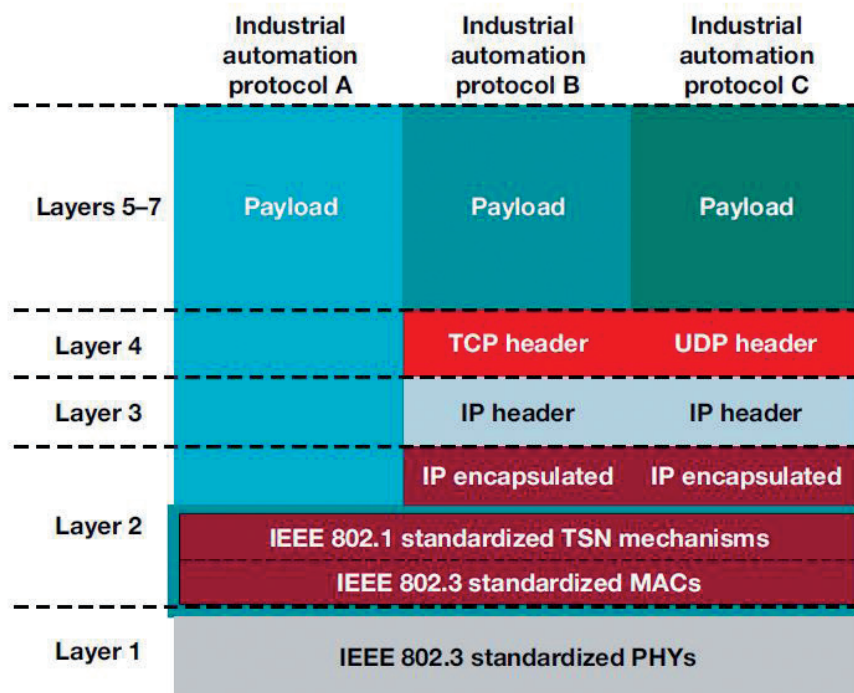 Industrial
automation
protocol A
Industrial
automation
protocol B
Industrial
automation
protocol C
Layers 5–7
Payload
Payload
Payload
Layer 4
TCP header
UDP header
Layer 3
IP header
IP header
IP encapsulated
IP encapsulated
Layer 2
IEEE 802.1 standardized TSN mechanisms
IEEE 802.3 standardized MACs
Layer 1
IEEE 802.3 standardized PHYs